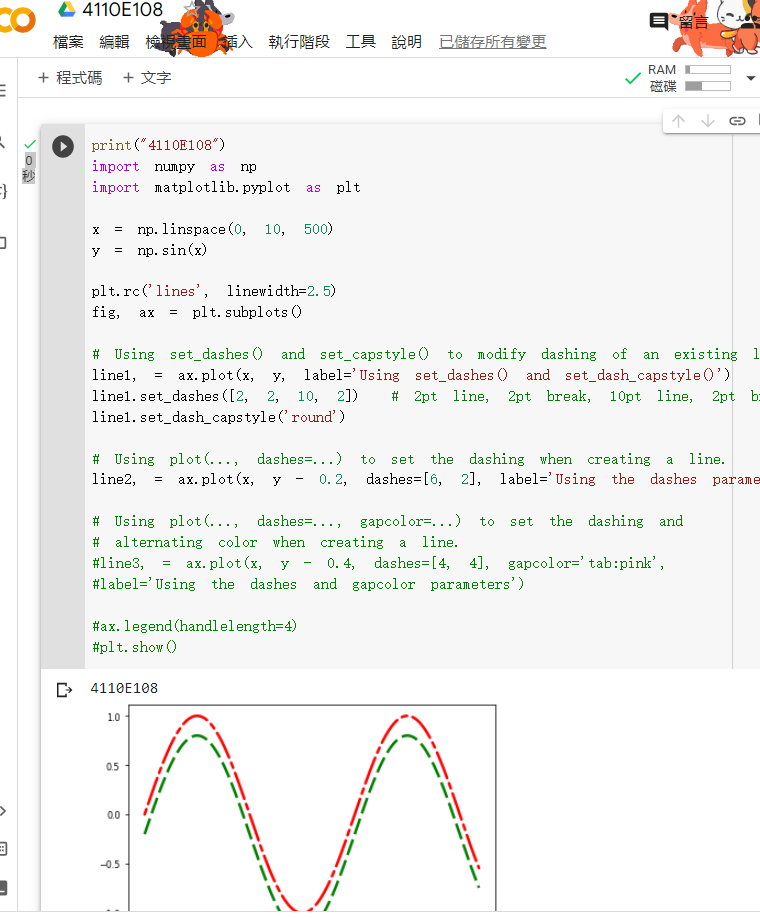 CO
4110E108
檔案 編輯 檢視畫面 插入 執行階段 工具 說明 已儲存所有變更
留言
+ 程式碼 + 文字
RAM
磁碟
0
秒
print("4110E108")
import numpy as np
import matplotlib.pyplot as plt
x = np.linspace(0, 10, 500)
y = np.sin(x)
plt.rc('lines', linewidth=2.5)
fig, ax = plt.subplots()
# Using set_dashes() and set_capstyle() to modify dashing of an existing
line1, = ax.plot(x, y, label='Using set_dashes() and set_dash_capstyle()')
line1.set_dashes([2, 2, 10, 2]) # 2pt line, 2pt break, 10pt line, 2pt
line1.set_dash_capstyle('round')
# Using plot(..., dashes=...) to set the dashing when creating a line.
line2, = ax.plot(x, y - 0.2, dashes=[6, 2], label='Using the dashes parame
# Using plot(..., dashes=..., gapcolor=...) to set the dashing and
# alternating color when creating a line.
#line3, = ax.plot(x, y - 0.4, dashes=[4, 4], gapcolor='tab:pink',
#label='Using the dashes and gapcolor parameters')
#ax.legend(handlelength=4)
#plt.show()
4110E108
1.0
0.5
0.0
−0.5